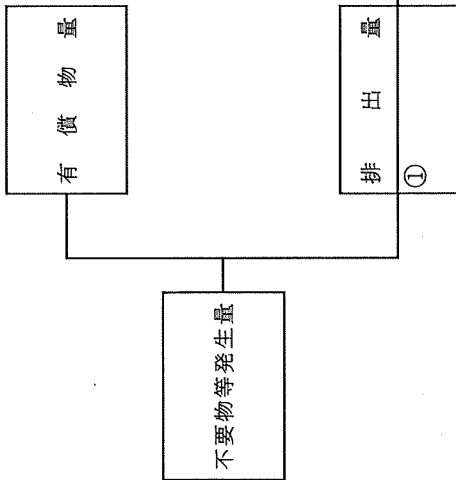 有償物量
排出量
①
不要物等発生量